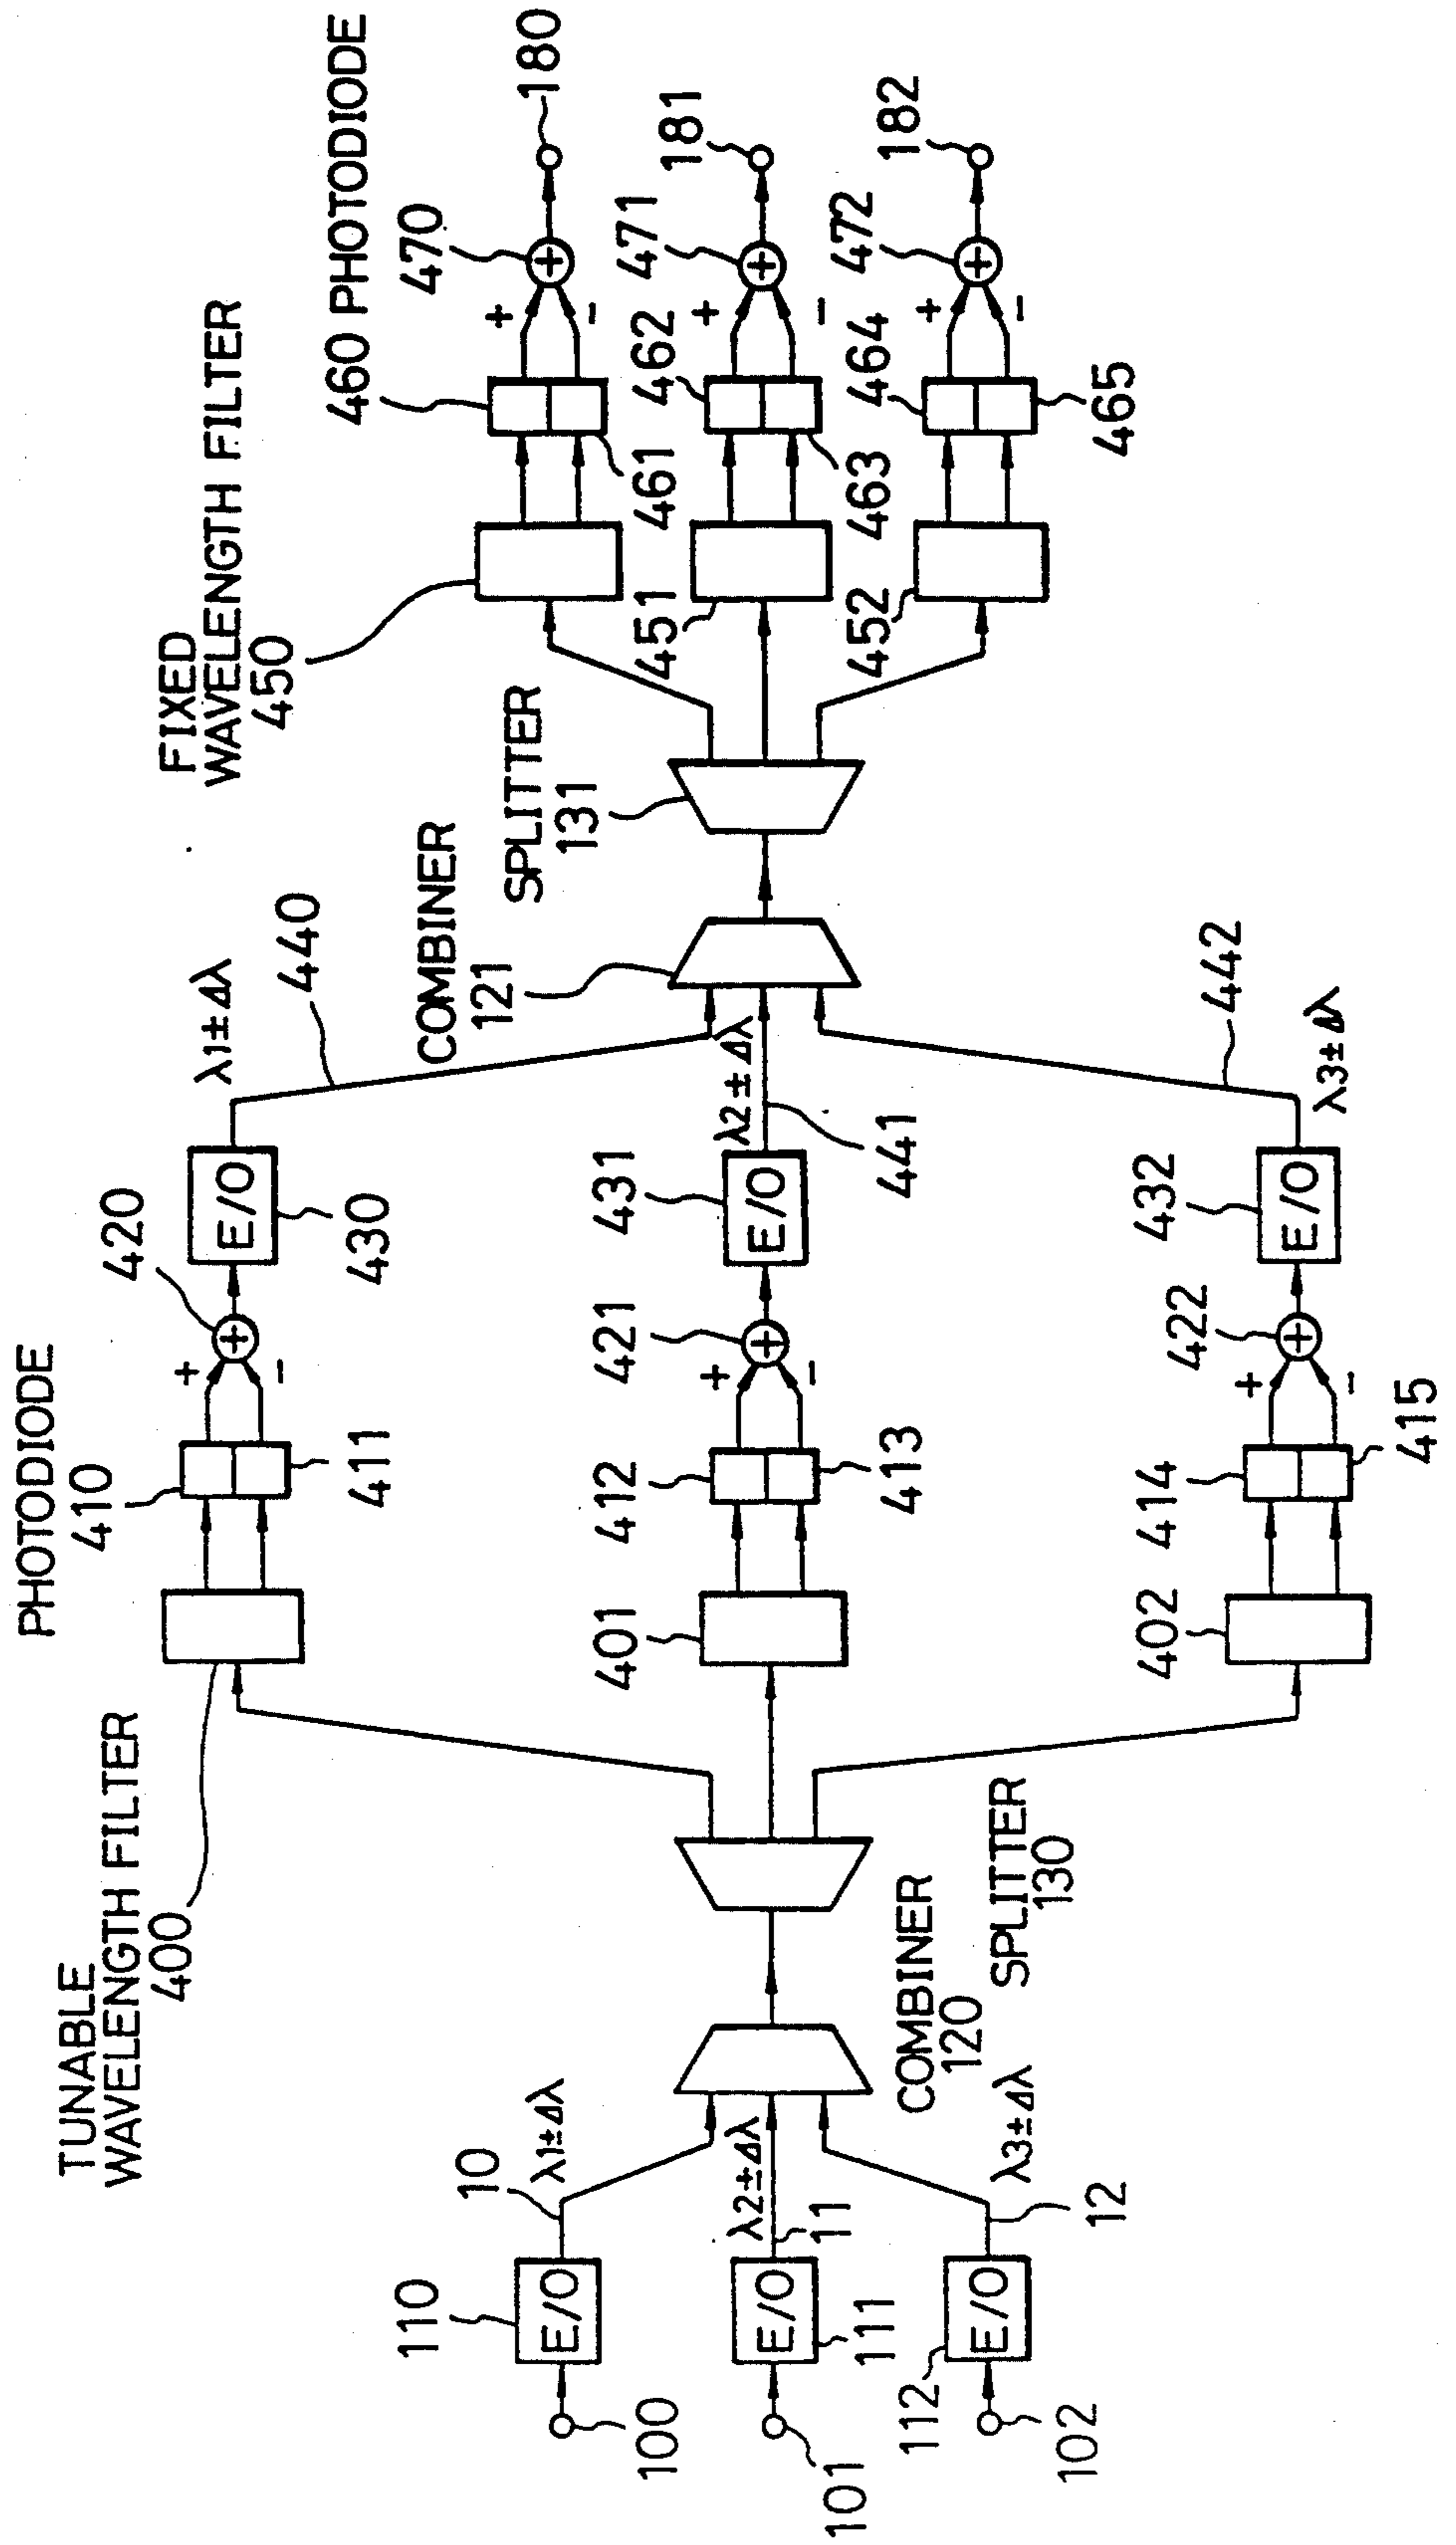 TUNABLE
WAVELENGTH FILTER
400
PHOTODIODE
410
411
420
E/O
430
λ1±Δλ
440
FIXED
WAVELENGTH FILTER
450
460 PHOTODIODE
461
+
-
470
180
110
E/O
100
10
λ1±Δλ
111
E/O
101
11
λ2±Δλ
112
E/O
102
12
λ3±Δλ
COMBINER
120
SPLITTER
130
401
412
413
+
-
421
431
E/O
λ2±Δλ
441
COMBINER
121
SPLITTER
131
451
462
463
+
-
471
181
402
414
415
+
-
422
432
E/O
λ3±Δλ
442
452
464
465
+
-
472
182
+
-